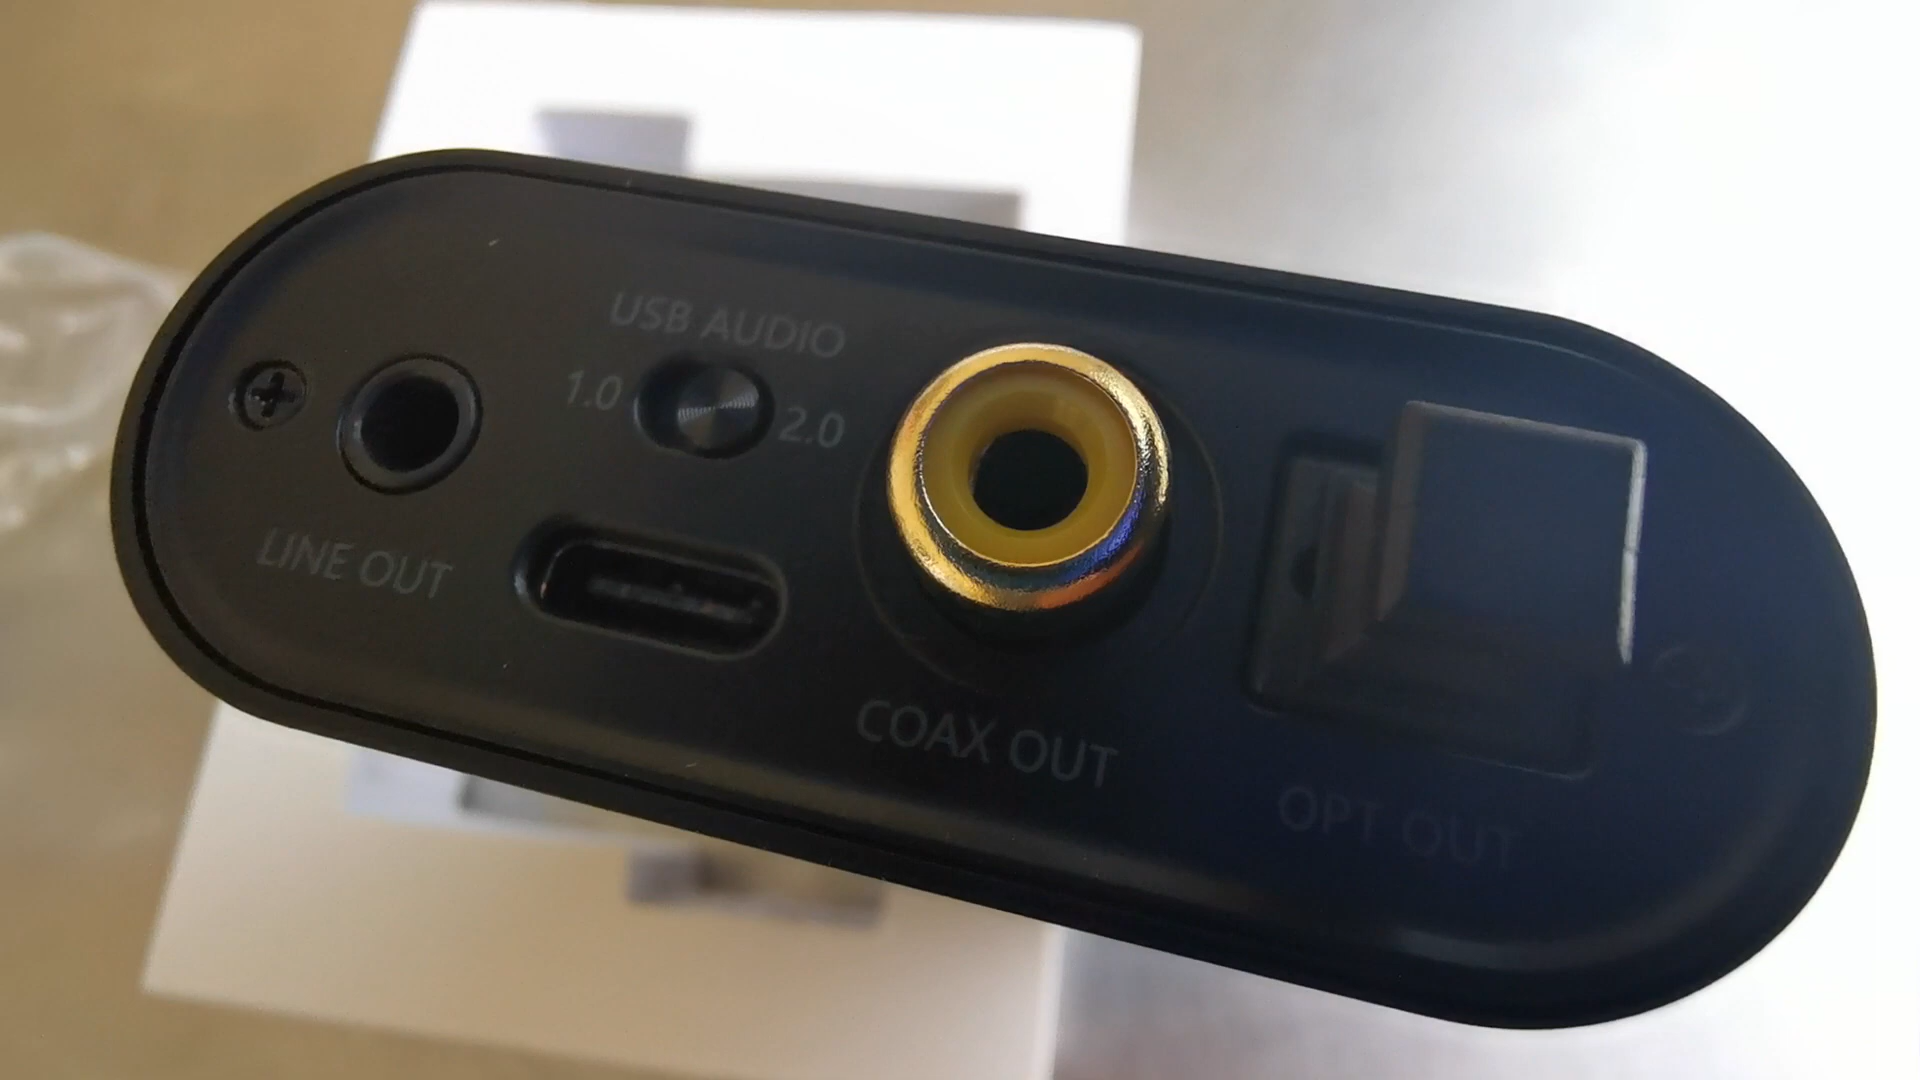 USB AUDIO
1.0 2.0
LINE OUT
COAX OUT
OPT OUT